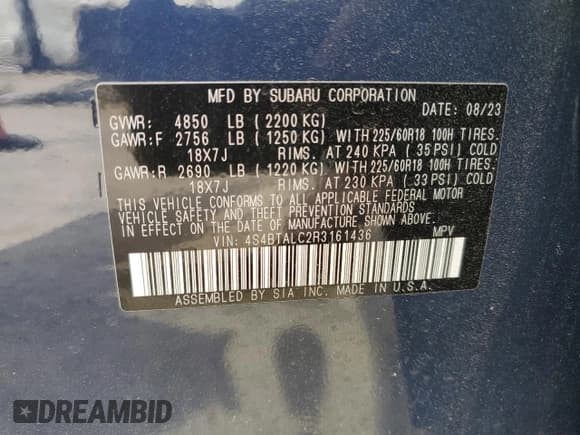 MFD BY SUBARU CORPORATION
DATE: 08/23
GVWR: 4850 LB (2200 KG)
GAWR:F 2756 LB (1250 KG) WITH 225/60R18 100H TIRES.
18X7J RIMS. AT 240 KPA (35 PSI) COLD
GAWR:R 2690 LB (1220 KG) WITH 225/60R18 100H TIRES.
18X7J RIMS. AT 230 KPA (33 PSI) COLD
THIS VEHICLE CONFORMS TO ALL APPLICABLE FEDERAL MOTOR
VEHICLE SAFETY AND THEFT PREVENTION STANDARDS
IN EFFECT ON THE DATE OF MANUFACTURE SHOWN ABOVE.
VIN: 4S4BTALC2R3161436 MPV
ASSEMBLED BY SIA INC. MADE IN U.S.A.
DREAMBID